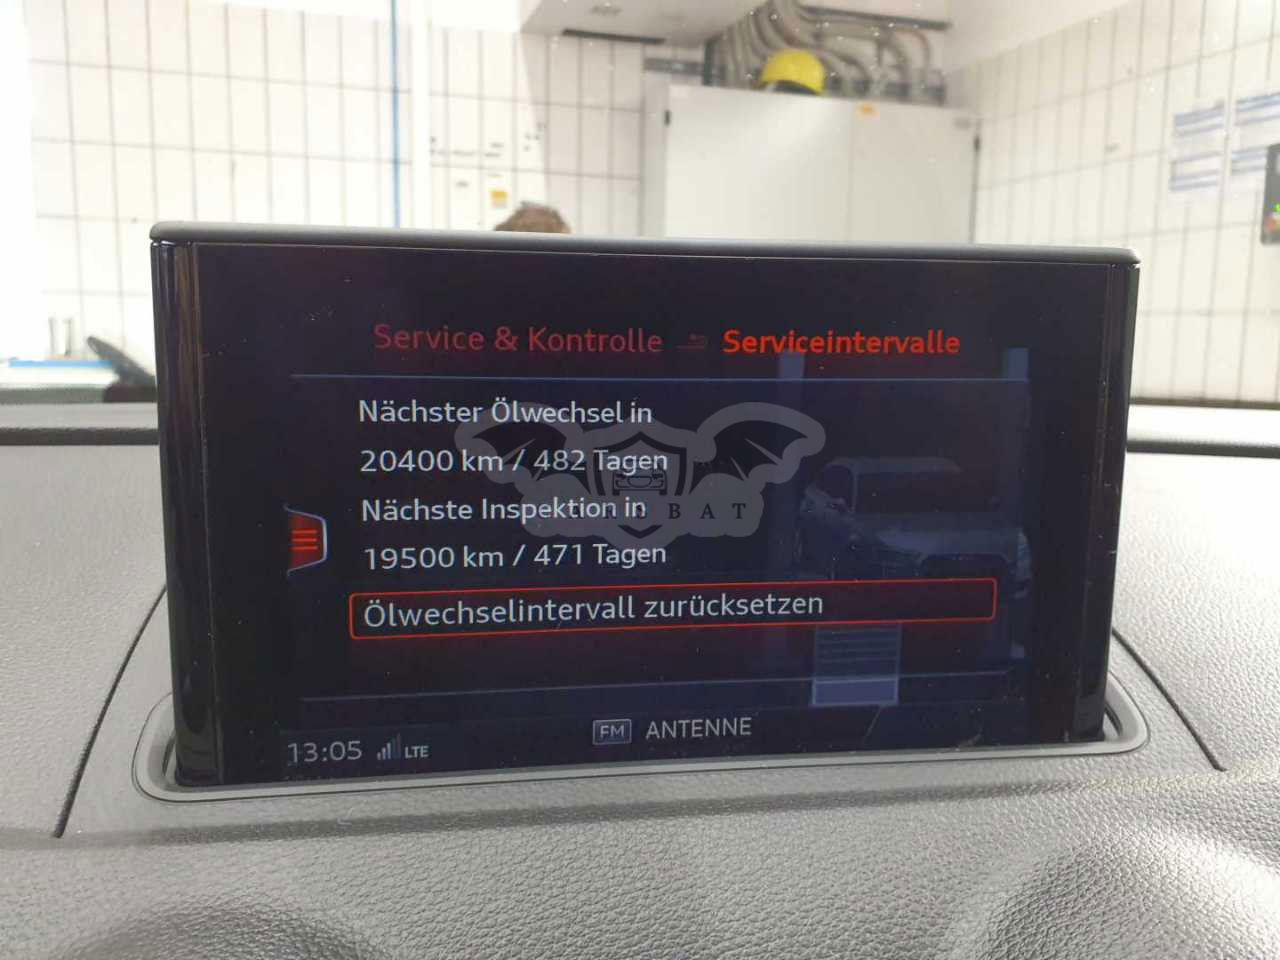 Service & Kontrolle
Serviceintervalle
Nächster Ölwechsel in
20400 km / 482 Tagen
Nächste Inspektion in
19500 km / 471 Tagen
Ölwechselintervall zurücksetzen
FM ANTENNE
13:05 LTE